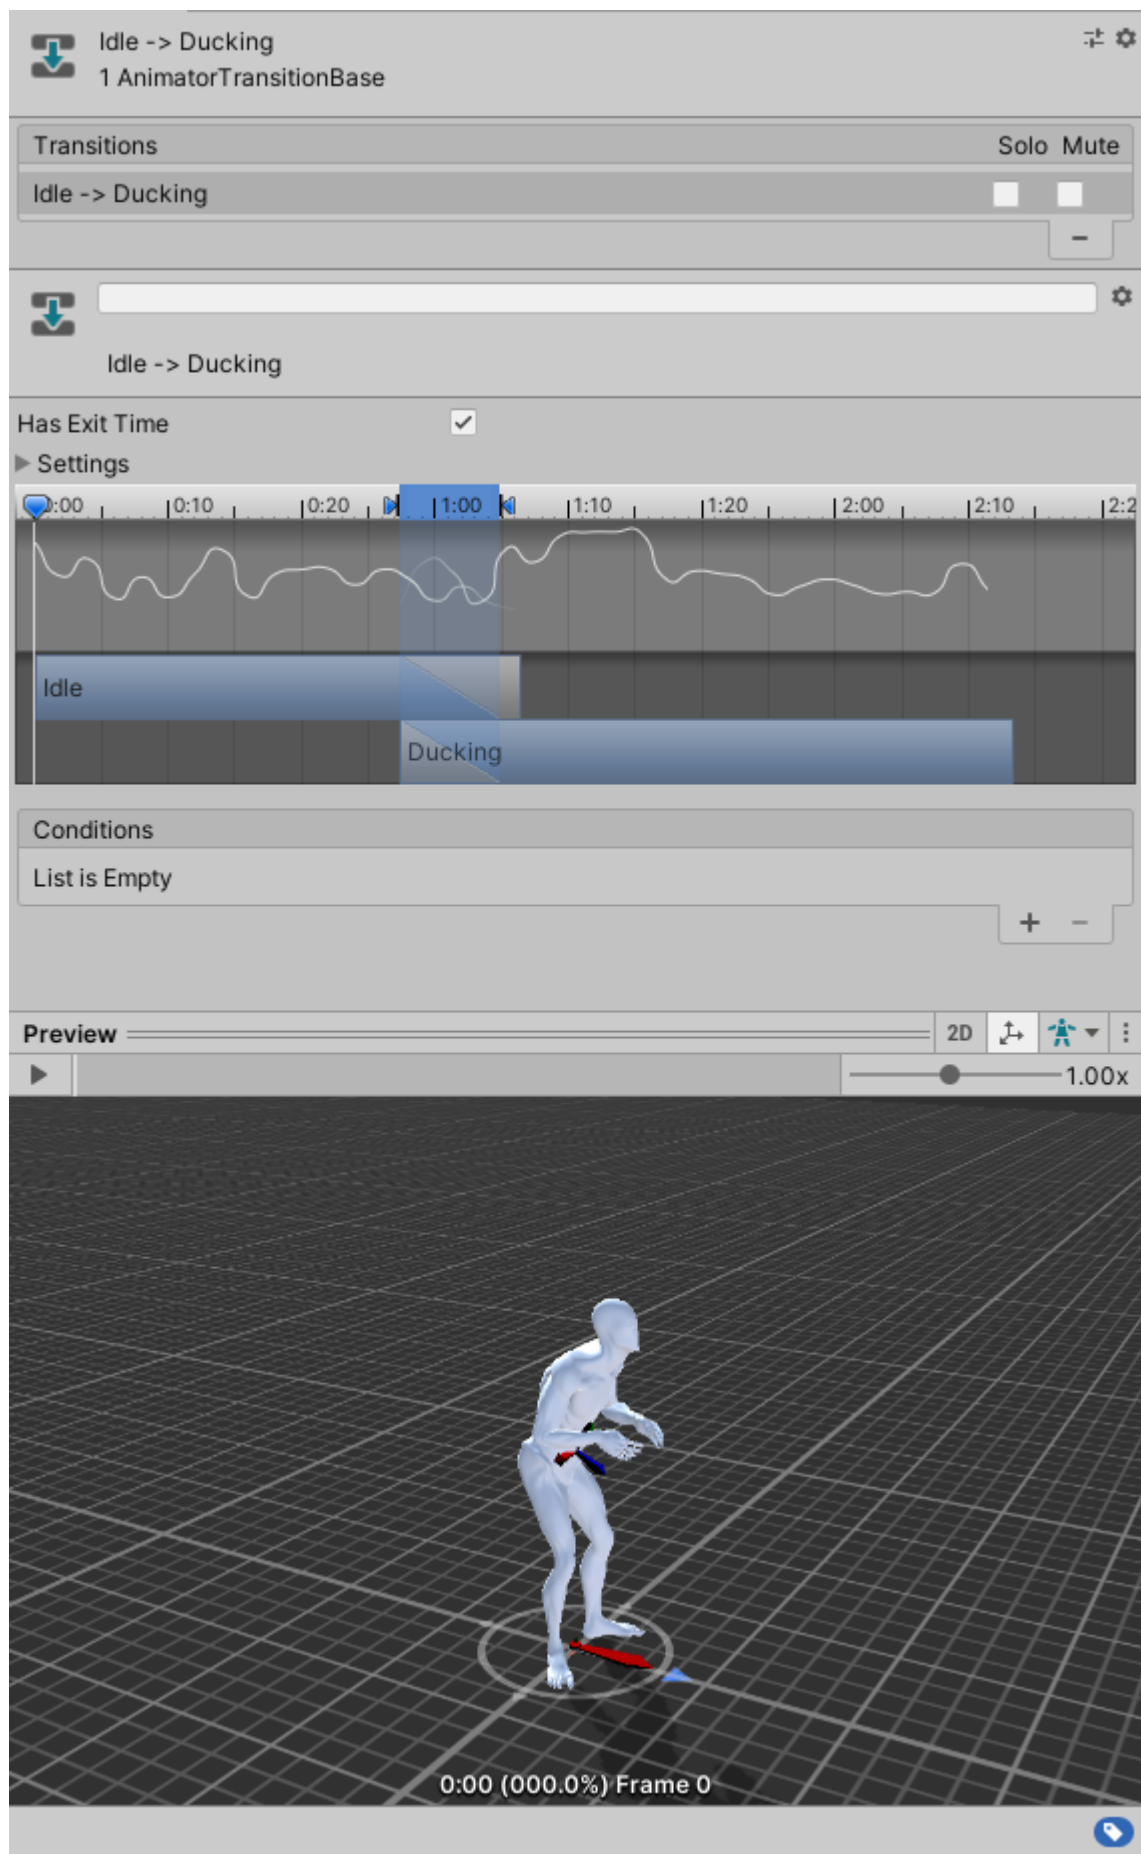 Idle -> Ducking
1 AnimatorTransitionBase
Transitions Solo Mute
Idle -> Ducking
Idle -> Ducking
Has Exit Time
Settings
0:00 0:10 0:20 1:00 1:10 1:20 2:00 2:10 2:2
Idle
Ducking
Conditions
List is Empty
Preview 2D
1.00x
0:00 (000.0%) Frame 0